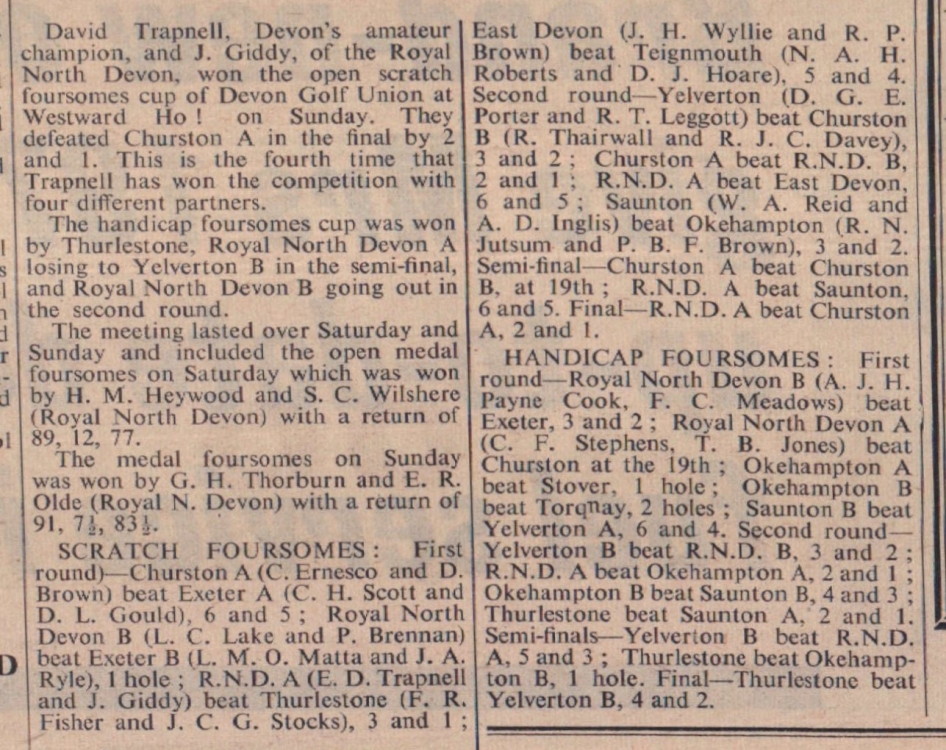 David Trapnell, Devon's amateur
champion, and J. Giddy, of the Royal
North Devon, won the open scratch
foursomes cup of Devon Golf Union at
Westward Ho! on Sunday. They
defeated Churston A in the final by 2
and 1. This is the fourth time that
Trapnell has won the competition with
four different partners.
The handicap foursomes cup was won
by Thurlestone, Royal North Devon A
losing to Yelverton B in the semi-final,
and Royal North Devon B going out in
the second round.
The meeting lasted over Saturday and
Sunday and included the open medal
foursomes on Saturday which was won
by H. M. Heywood and S. C. Wilshere
(Royal North Devon) with a return of
89, 12, 77.
The medal foursomes on Sunday
was won by G. H. Thorburn and E. R.
Olde (Royal N. Devon) with a return of
91, 7½, 83½.
SCRATCH FOURSOMES: First
round)—Churston A (C. Ernesco and D.
Brown) beat Exeter A (C. H. Scott and
D. L. Gould), 6 and 5; Royal North
Devon B (L. C. Lake and P. Brennan)
beat Exeter B (L. M. O. Matta and J. A.
Ryle), 1 hole; R.N.D. A (E. D. Trapnell
and J. Giddy) beat Thurlestone (F. R.
Fisher and J. C. G. Stocks), 3 and 1;
East Devon (J. H. Wyllie and R. P.
Brown) beat Teignmouth (N. A. H.
Roberts and D. J. Hoare), 5 and 4.
Second round—Yelverton (D. G. E.
Porter and R. T. Leggott) beat Churston
B (R. Thairwall and R. J. C. Davey),
3 and 2; Churston A beat R.N.D. B,
2 and 1; R.N.D. A beat East Devon,
6 and 5; Saunton (W. A. Reid and
A. D. Inglis) beat Okehampton (R. N.
Jutsum and P. B. F. Brown), 3 and 2.
Semi-final—Churston A beat Churston
B, at 19th; R.N.D. A beat Saunton,
6 and 5. Final—R.N.D. A beat Churston
A, 2 and 1.
HANDICAP FOURSOMES: First
round—Royal North Devon B (A. J. H.
Payne Cook, F. C. Meadows) beat
Exeter, 3 and 2; Royal North Devon A
(C. F. Stephens, T. B. Jones) beat
Churston at the 19th; Okehampton A
beat Stover, 1 hole; Okehampton B
beat Torqnay, 2 holes; Saunton B beat
Yelverton A, 6 and 4. Second round—
Yelverton B beat R.N.D. B, 3 and 2;
R.N.D. A beat Okehampton A, 2 and 1;
Okehampton B beat Saunton B, 4 and 3;
Thurlestone beat Saunton A, 2 and 1.
Semi-finals—Yelverton B beat R.N.D.
A, 5 and 3; Thurlestone beat Okehamp-
ton B, 1 hole. Final—Thurlestone beat
Yelverton B, 4 and 2.